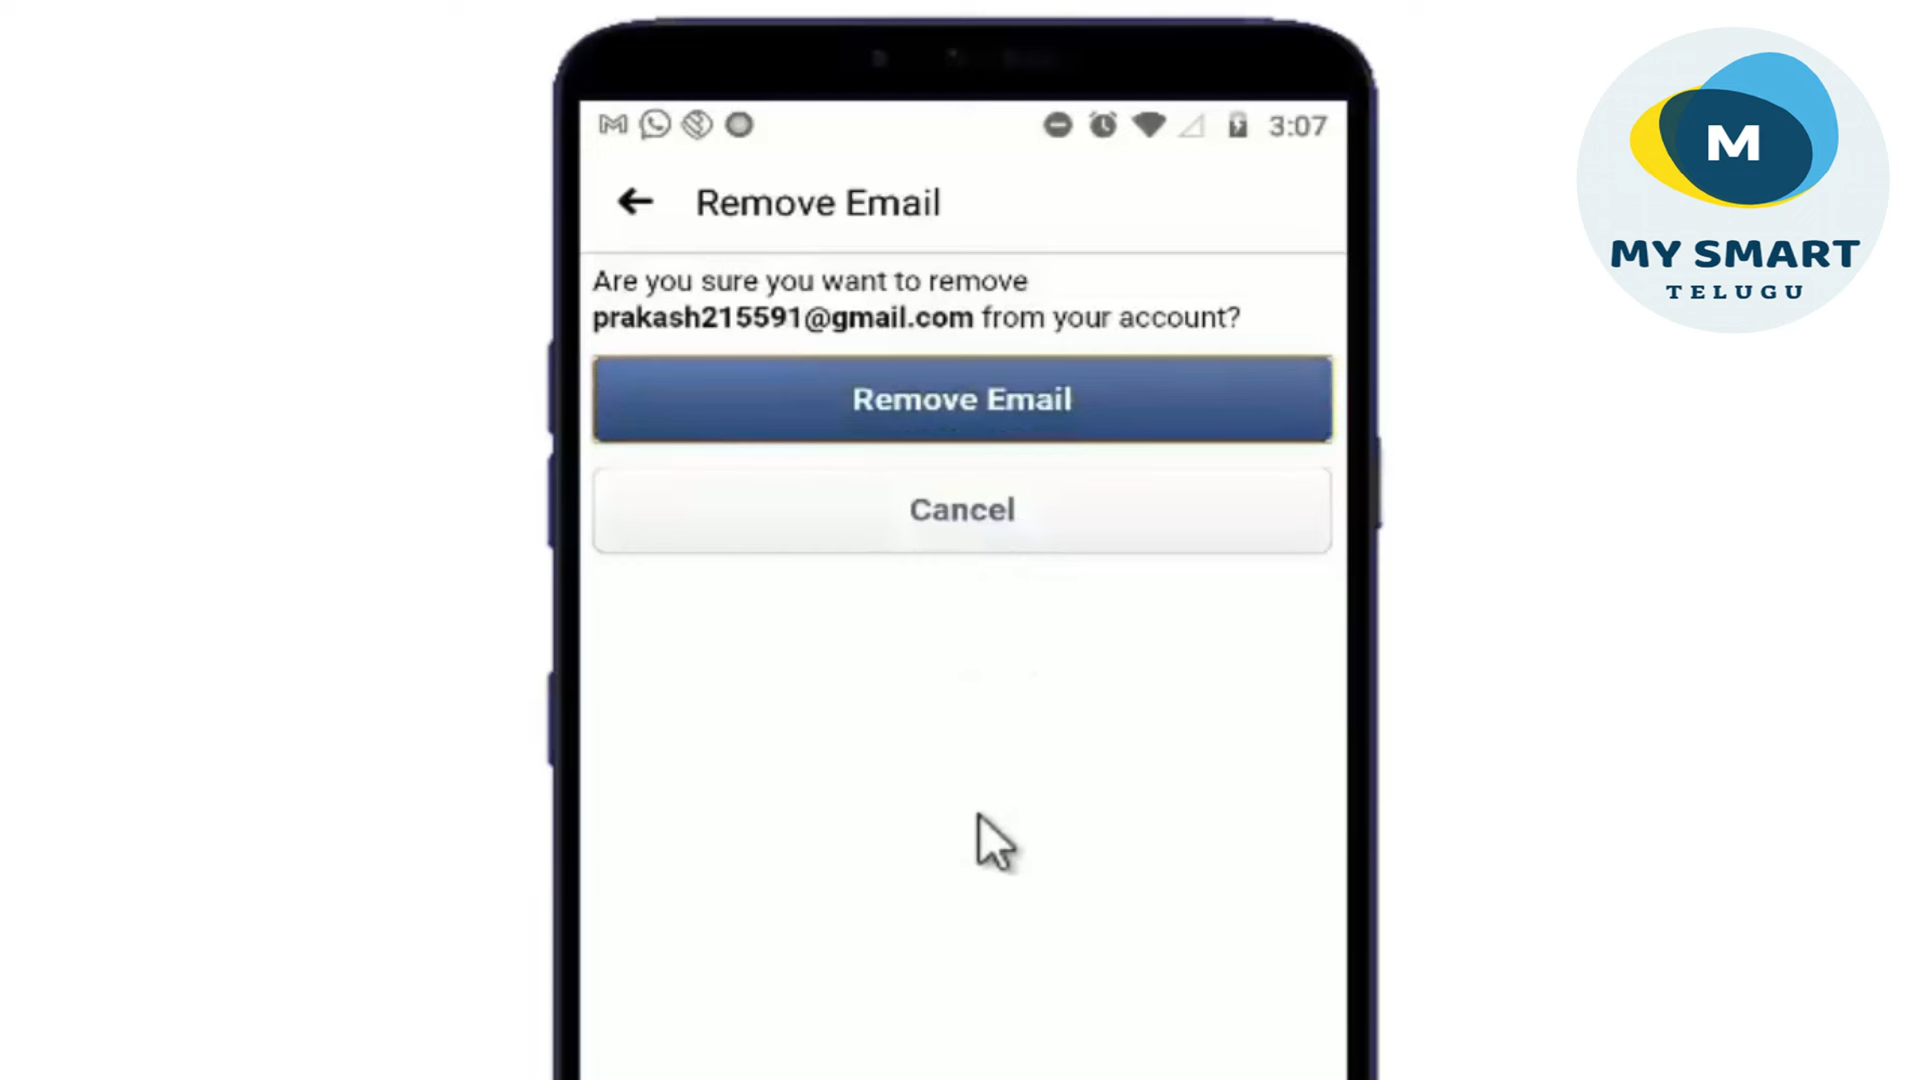 3:07
Remove Email
Are you sure you want to remove
prakash215591@gmail.com from your account?
Remove Email
Cancel
M
MY SMART
TELUGU